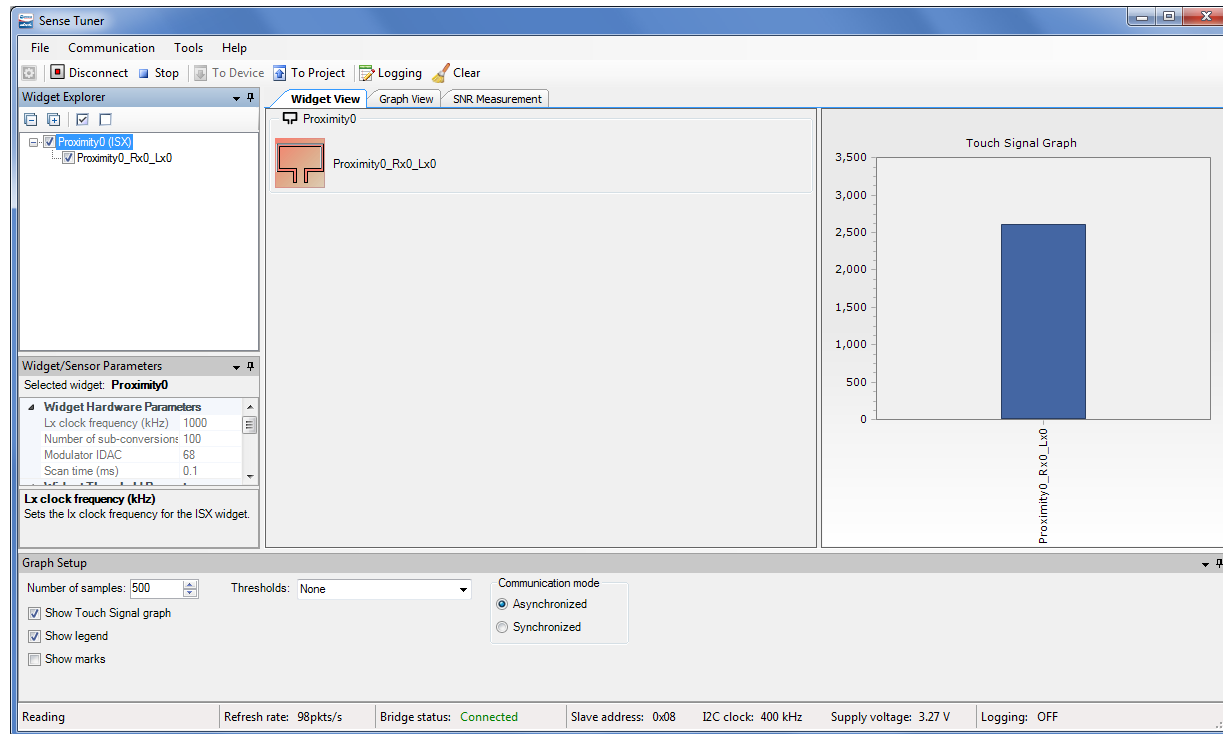 Sense Tuner
File Communication Tools Help
Disconnect Stop To Device To Project Logging Clear
Widget Explorer
Proximity0 (ISX)
Proximity0_Rx0_Lx0
Widget/Sensor Parameters
Selected widget: Proximity0
Widget Hardware Parameters
Lx clock frequency (kHz) 1000
Number of sub-conversions 100
Modulator IDAC 68
Scan time (ms) 0.1
Lx clock frequency (kHz)
Sets the lx clock frequency for the ISX widget.
Widget View Graph View SNR Measurement
Proximity0
Proximity0_Rx0_Lx0
Touch Signal Graph
3,500
3,000
2,500
2,000
1,500
1,000
500
0
Proximity0_Rx0_Lx0
Graph Setup
Number of samples: 500 Thresholds: None
Show Touch Signal graph
Show legend
Show marks
Communication mode
Asynchronized
Synchronized
Reading Refresh rate: 98pkts/s Bridge status: Connected Slave address: 0x08 I2C clock: 400 kHz Supply voltage: 3.27 V Logging: OFF